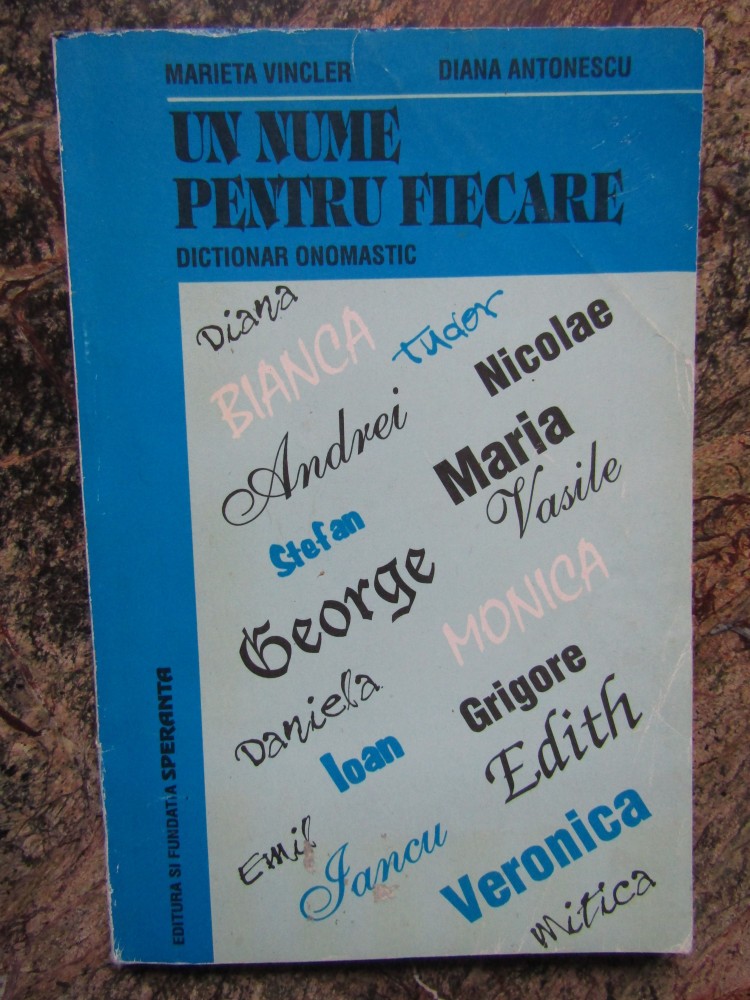 MARIETA VINCLER DIANA ANTONESCU
UN NUME
PENTRU FIECARE
DICTIONAR ONOMASTIC
Diana
BIANCA
Tudor
Nicolae
Andrei
Maria
Vasile
Stefan
George
MONICA
Daniela
Grigore
Ioan
Edith
Emil
Iancu
Veronica
Mitica
EDITURA SI FUNDATIA SPERANTA